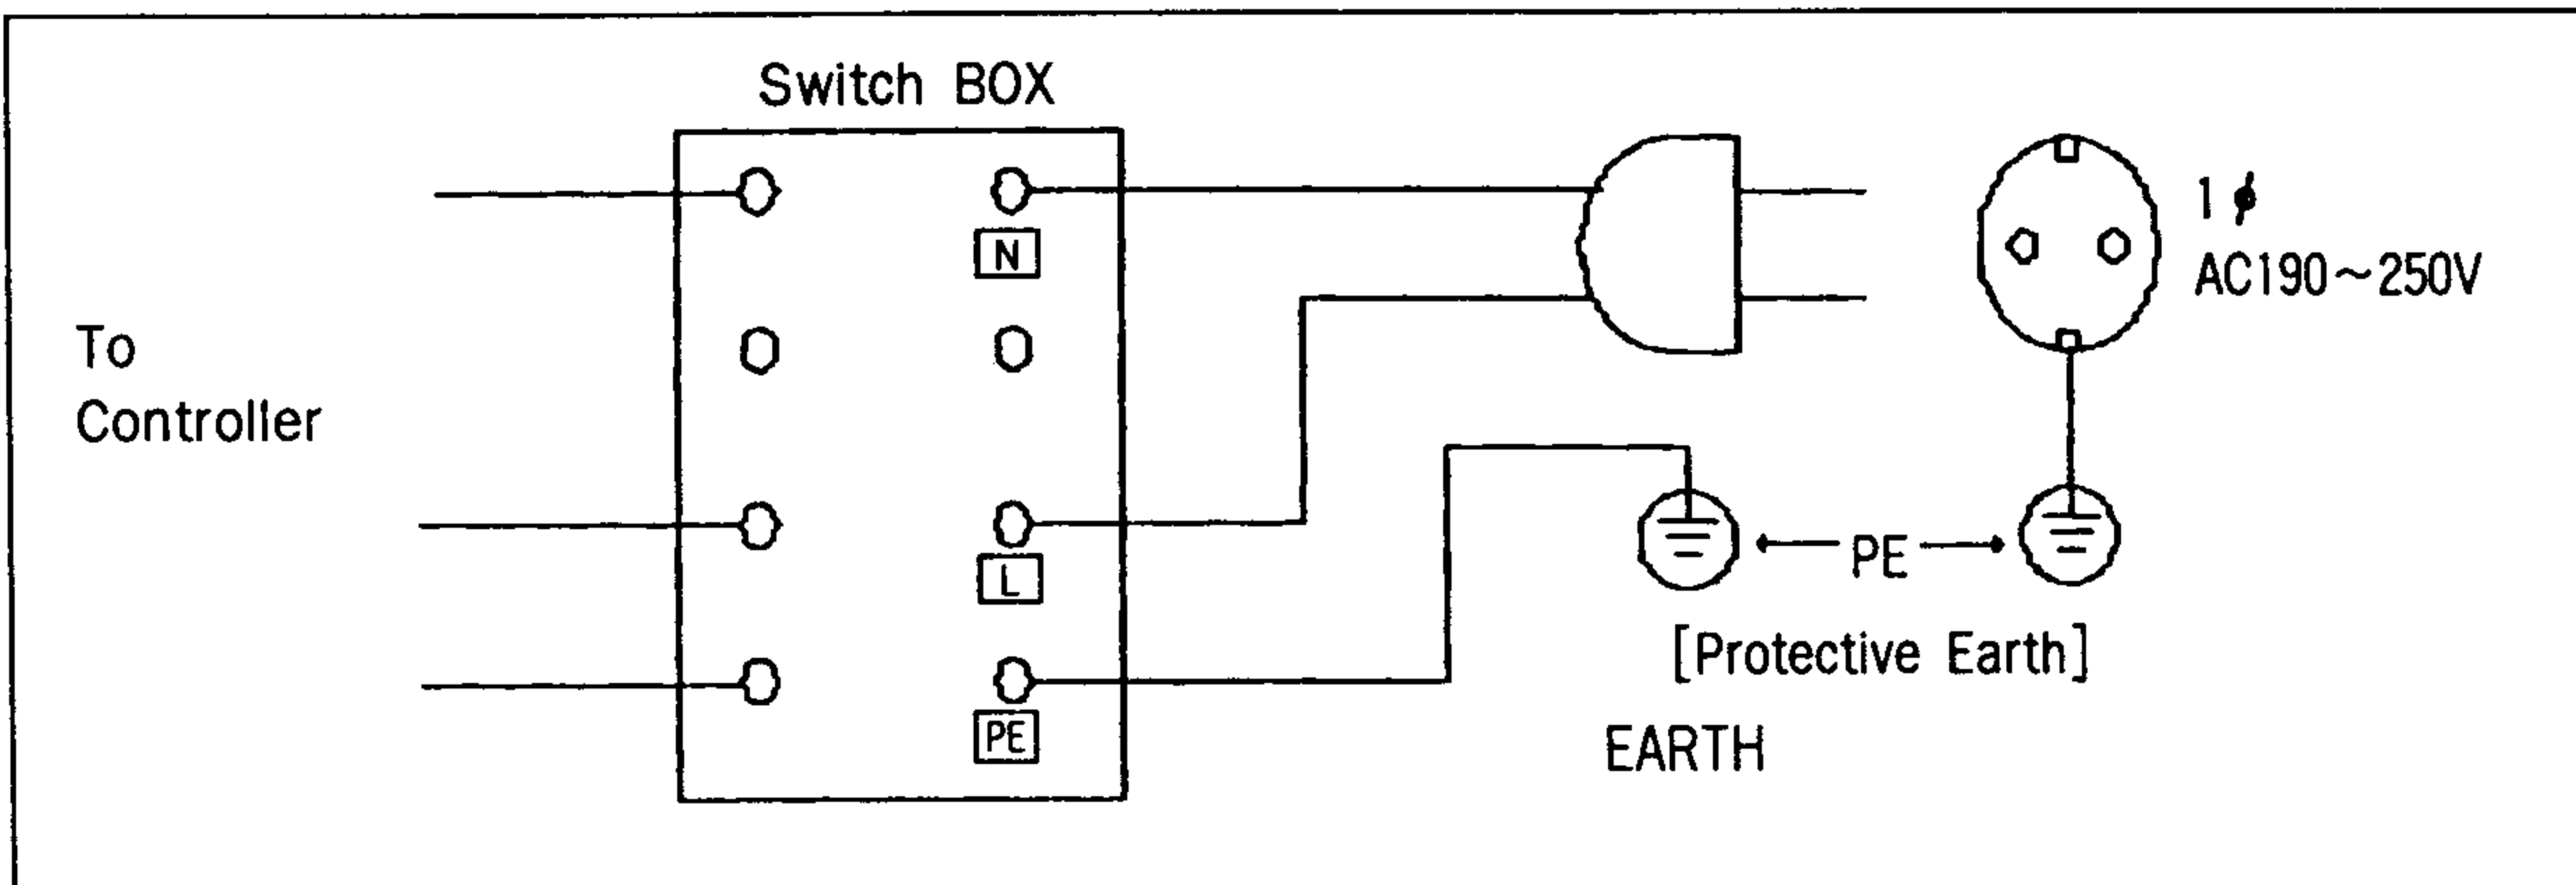 Switch BOX
N
1φ
AC190~250V
To
Controller
L
PE
[Protective Earth]
PE
EARTH